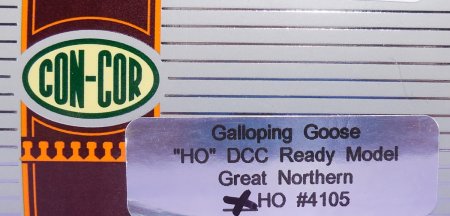 CON-COR
Galloping Goose
"HO" DCC Ready Model
Great Northern
HO #4105